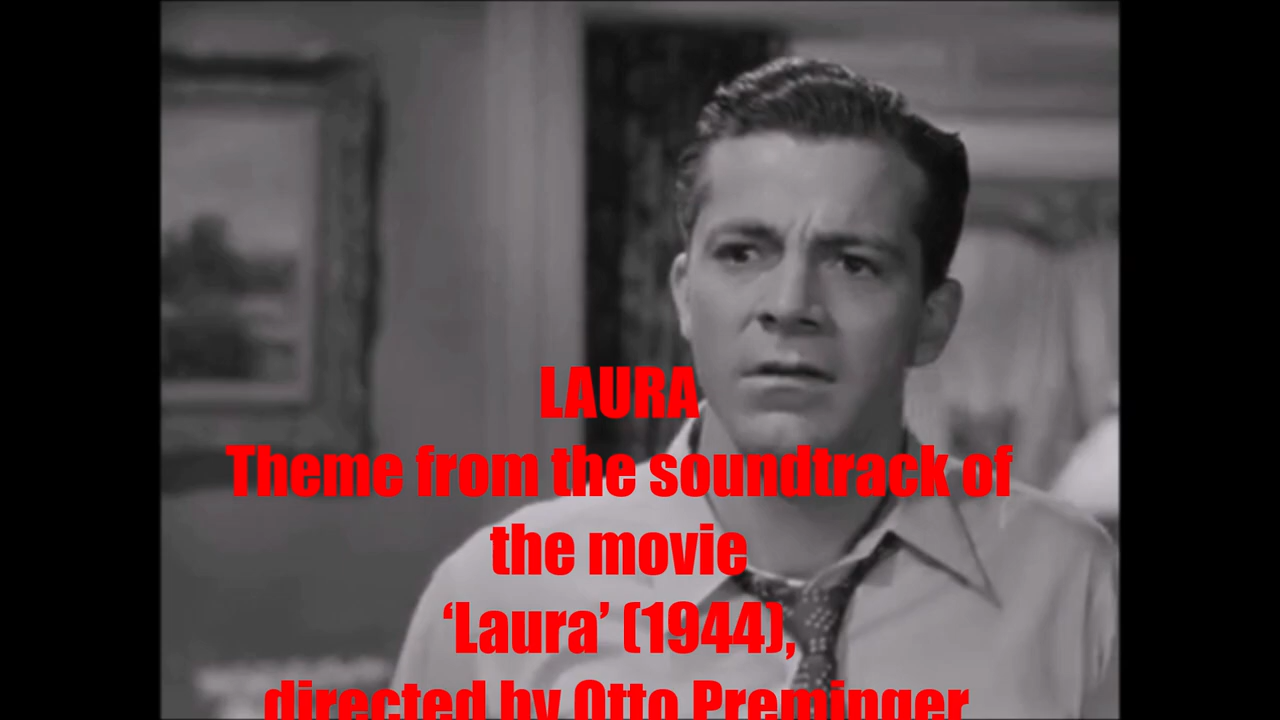 LAURA
Theme from the soundtrack of
the movie
‘Laura’ (1944),
directed by Otto Preminger